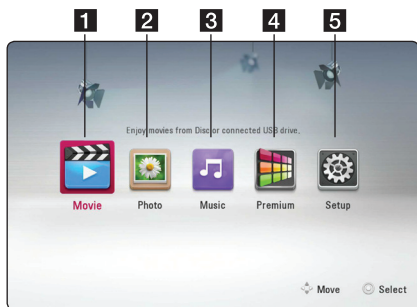 1 2 3 4 5
Enjoy movies from Disc or connected USB drive.
Movie Photo Music Premium Setup
Move Select